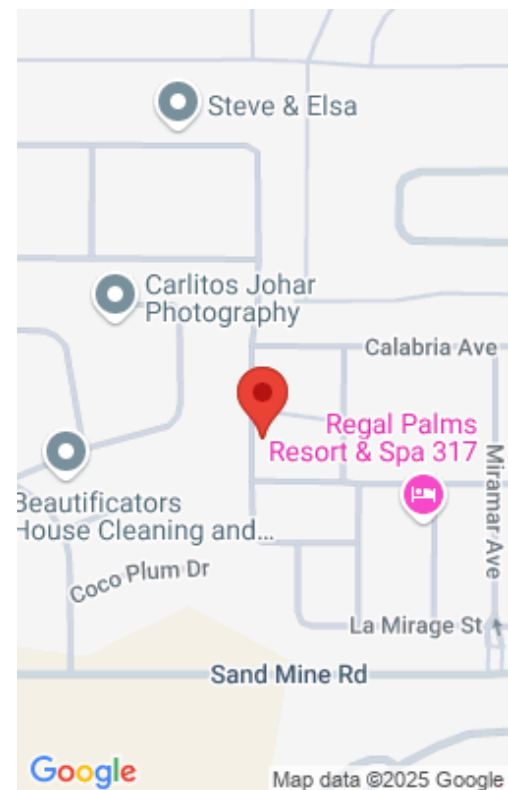 Steve & Elsa
Carlitos Johar
Photography
Calabria Ave
Regal Palms
Resort & Spa 317
Miramar Ave
Beautificators
House Cleaning and...
Coco Plum Dr
La Mirage St
Sand Mine Rd
Google
Map data ©2025 Google